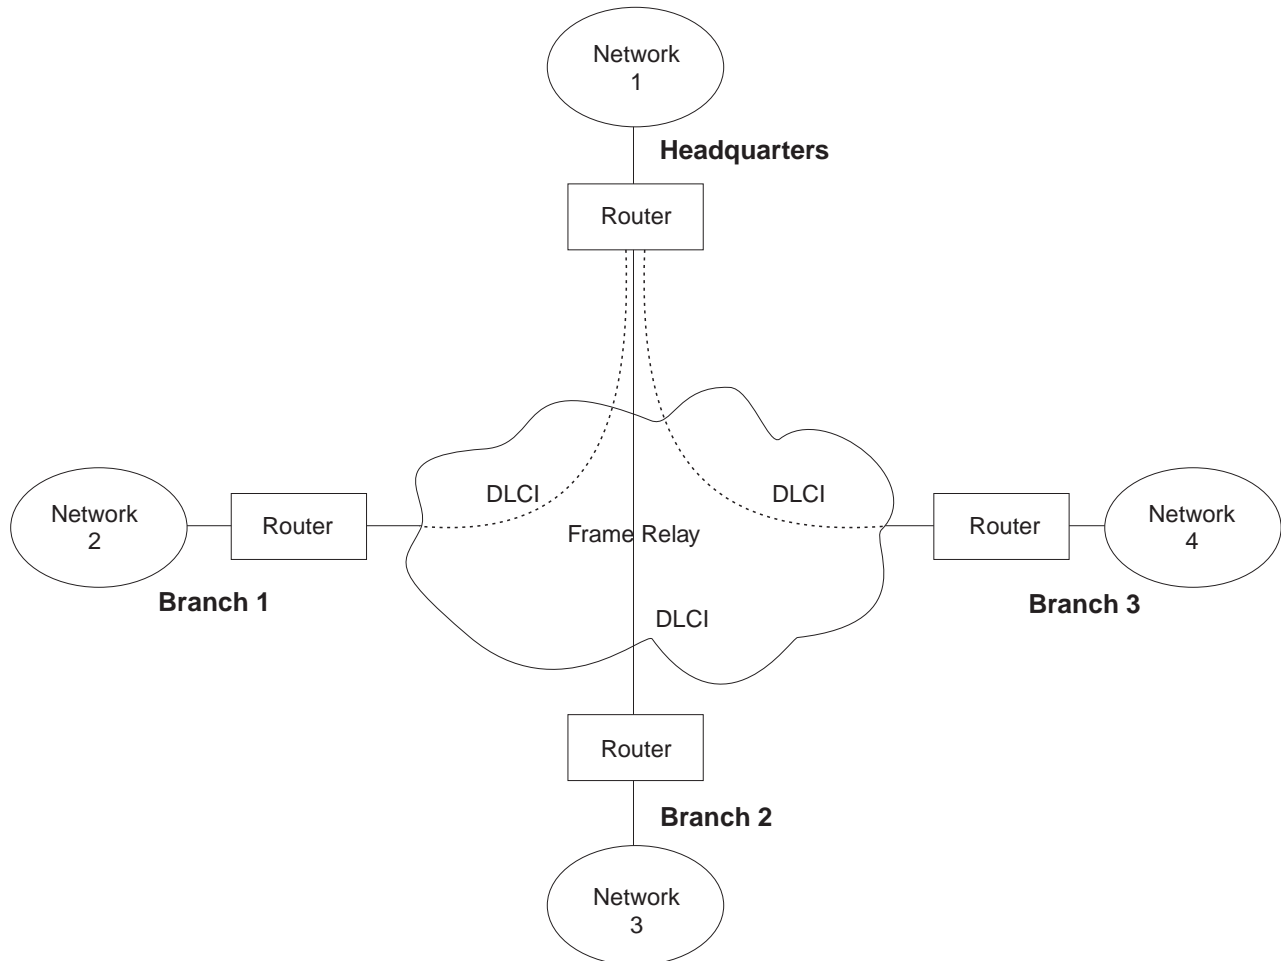 Network
1
Headquarters
Router
DLCI
DLCI
Network
2
Router
Frame Relay
Router
Network
4
Branch 1
Branch 3
DLCI
Router
Branch 2
Network
3